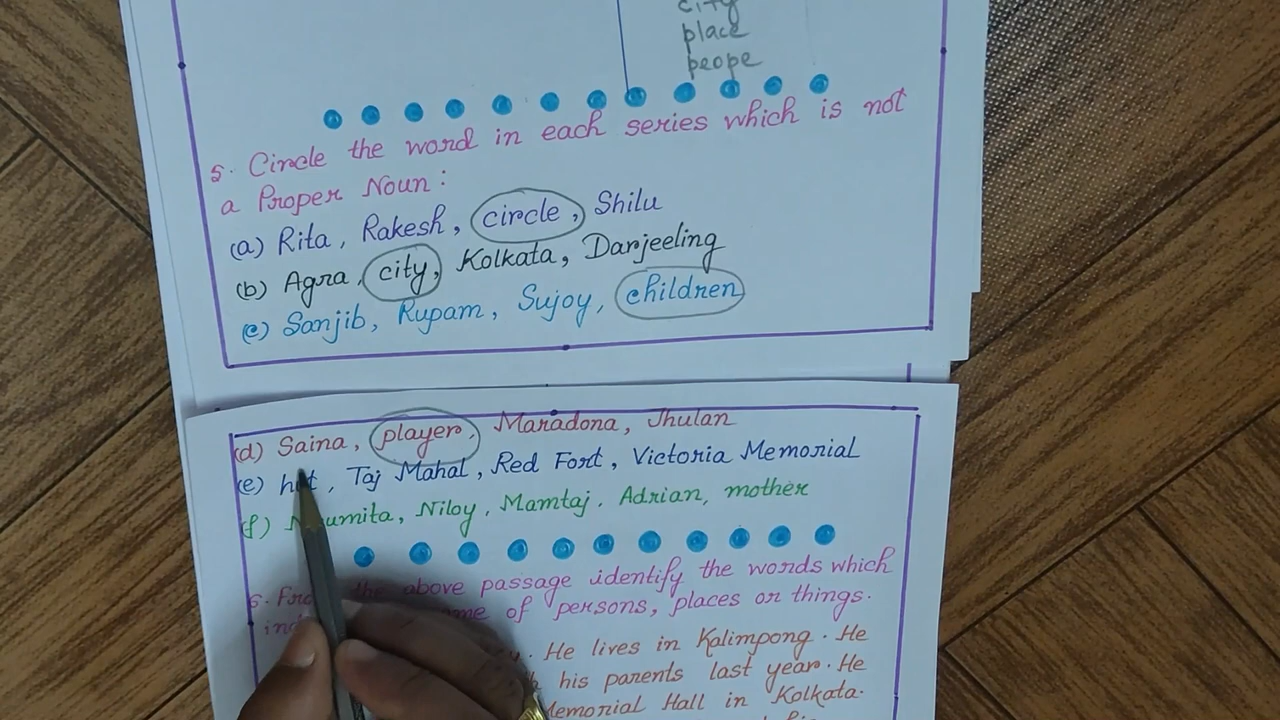 city
place
peope
5. Circle the word in each series which is not
a Proper Noun :
(a) Rita, Rakesh, circle, Shilu
(b) Agra, city, Kolkata, Darjeeling
(c) Sanjib, Rupam, Sujoy, children
(d) Saina, player, Maradona, Jhulan
(e) Taj Mahal, Red Fort, Victoria Memorial
(f) Niloy, Mamtaj. Adrian, mother
above passage identify the words which
of persons, places or things.
He lives in Kalimpong. He
his parents last year. He
Memorial Hall in Kolkata.